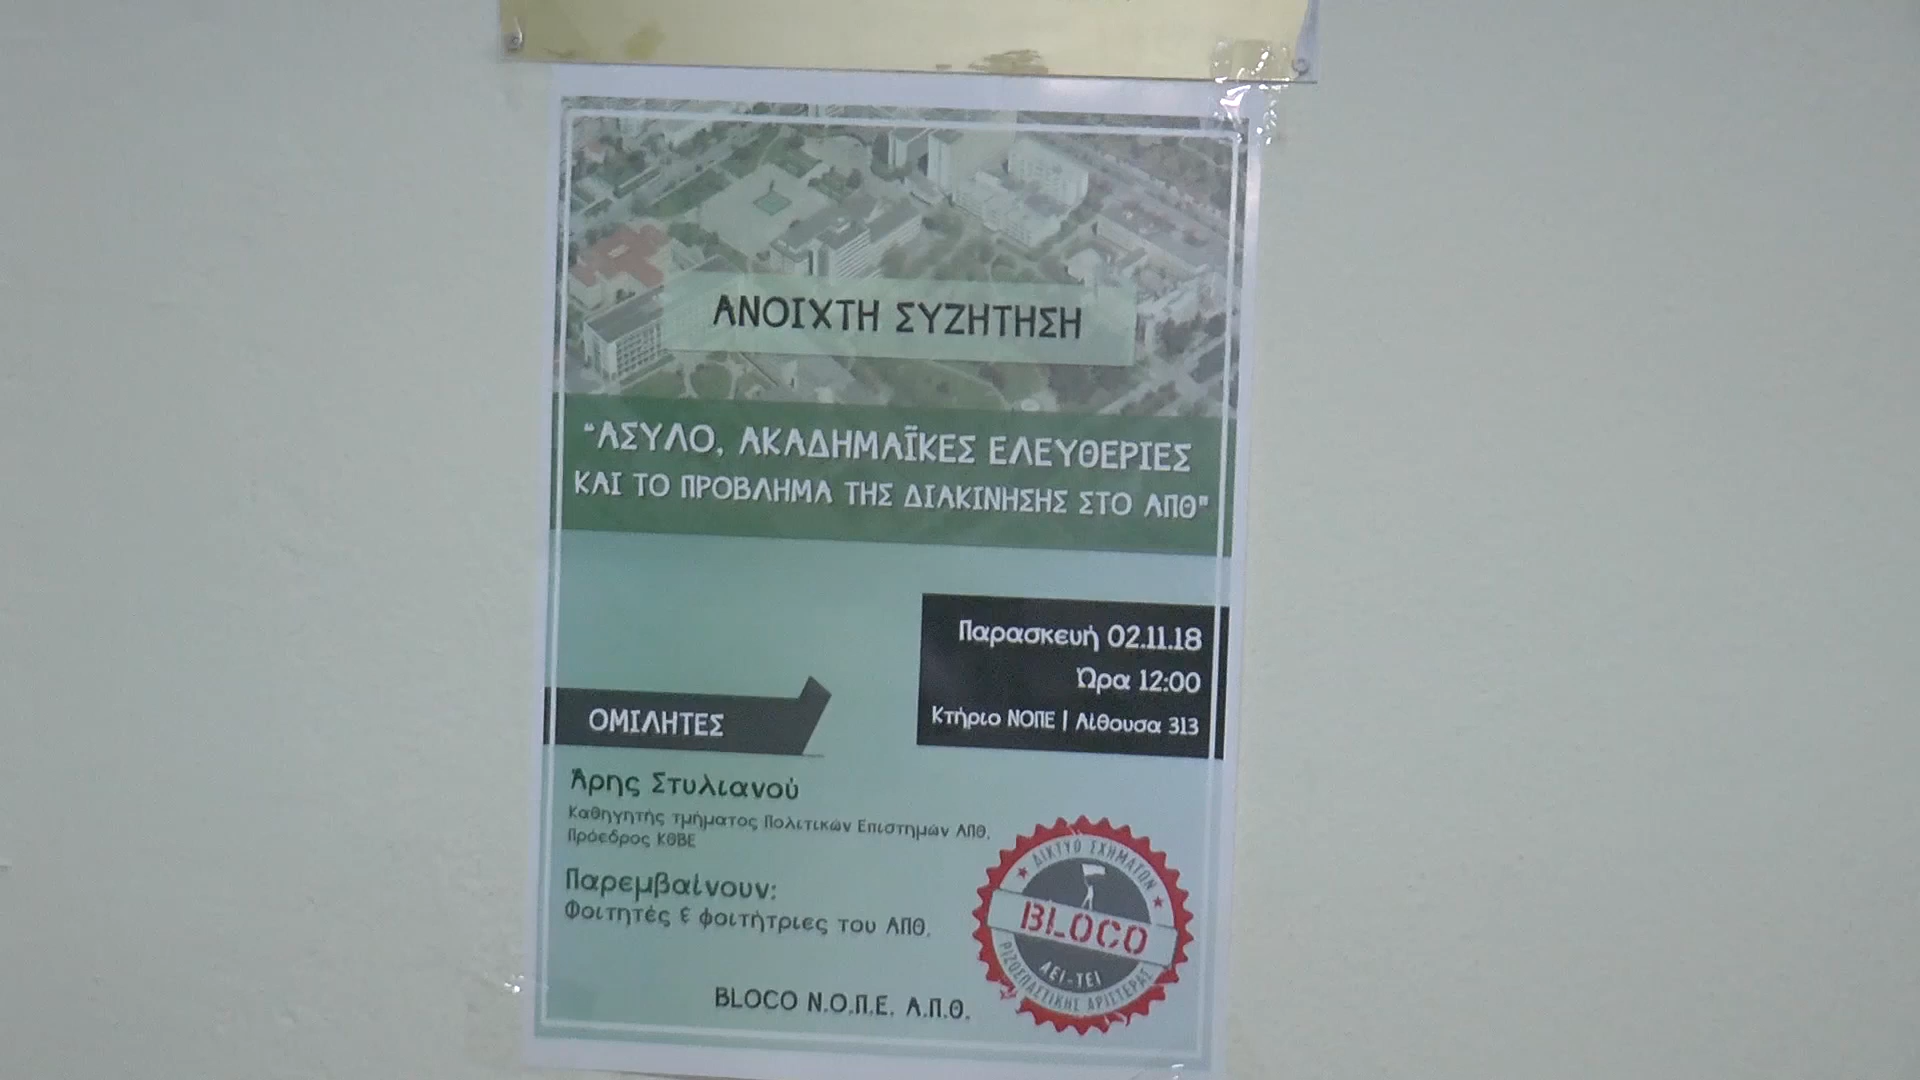 ΑΝΟΙΧΤΗ ΣΥΖΗΤΗΣΗ
"ΑΣΥΛΟ, ΑΚΑΔΗΜΑΪΚΕΣ ΕΛΕΥΘΕΡΙΕΣ
ΚΑΙ ΤΟ ΠΡΟΒΛΗΜΑ ΤΗΣ ΔΙΑΚΙΝΗΣΗΣ ΣΤΟ ΑΠΘ"
Παρασκευή 02.11.18
Ώρα 12:00
Κτήριο ΝΟΠΕ | Αίθουσα 313
ΟΜΙΛΗΤΕΣ
Άρης Στυλιανού
Καθηγητής τμήματος Πολιτικών Επιστημών ΑΠΘ,
Πρόεδρος ΚΘΒΕ
Παρεμβαίνουν:
Φοιτητές & φοιτήτριες του ΑΠΘ.
ΔΙΚΤΥΟ ΣΧΗΜΑΤΩΝ
BLOCO
ΑΕΙ-ΤΕΙ
ΡΙΖΟΣΠΑΣΤΙΚΗΣ ΑΡΙΣΤΕΡΑΣ
BLOCO Ν.Ο.Π.Ε. Α.Π.Θ.